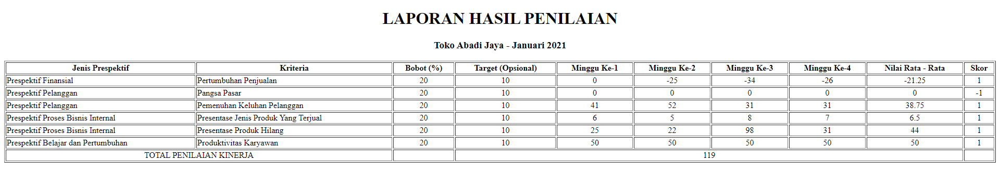 LAPORAN HASIL PENILAIAN
Toko Abadi Jaya - Januari 2021
Jenis Prespektif Kriteria Bobot (%) Target (Opsional) Minggu Ke-1 Minggu Ke-2 Minggu Ke-3 Minggu Ke-4 Nilai Rata - Rata Skor
Prespektif Finansial Pertumbuhan Penjualan 20 10 0 -25 -34 -26 -21.25 1
Prespektif Pelanggan Pangsa Pasar 20 10 0 0 0 0 0 -1
Prespektif Pelanggan Pemenuhan Keluhan Pelanggan 20 10 41 52 31 31 38.75 1
Prespektif Proses Bisnis Internal Presentase Jenis Produk Yang Terjual 20 10 6 5 8 7 6.5 1
Prespektif Proses Bisnis Internal Presentase Produk Hilang 20 10 25 22 98 31 44 1
Prespektif Belajar dan Pertumbuhan Produktivitas Karyawan 20 10 50 50 50 50 50 1
TOTAL PENILAIAN KINERJA 119